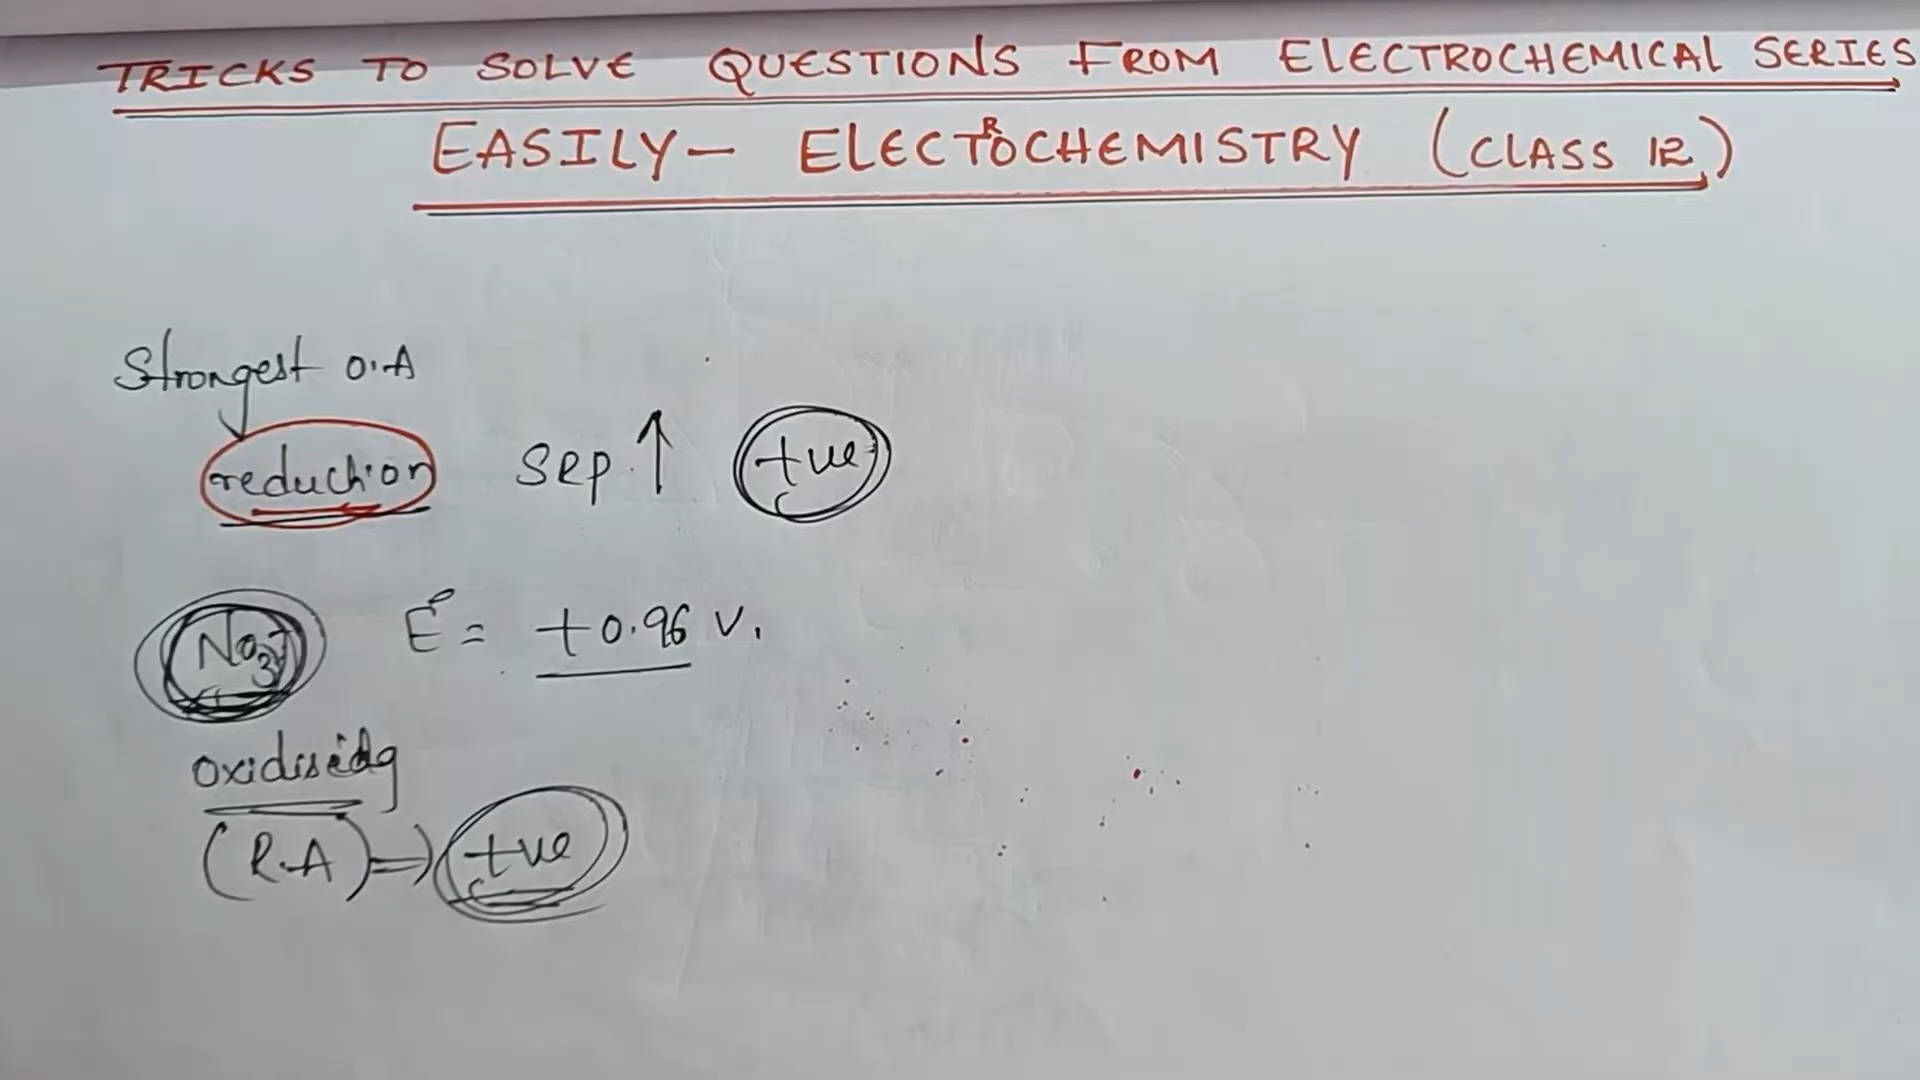 TRICKS TO SOLVE QUESTIONS FROM ELECTROCHEMICAL SERIES
EASILY- ELECTROCHEMISTRY (CLASS 12)
Strongest O.A
reduction SRP ↑ +ve
NO3- E° = +0.96 V.
(R.A) ⇒ +ve